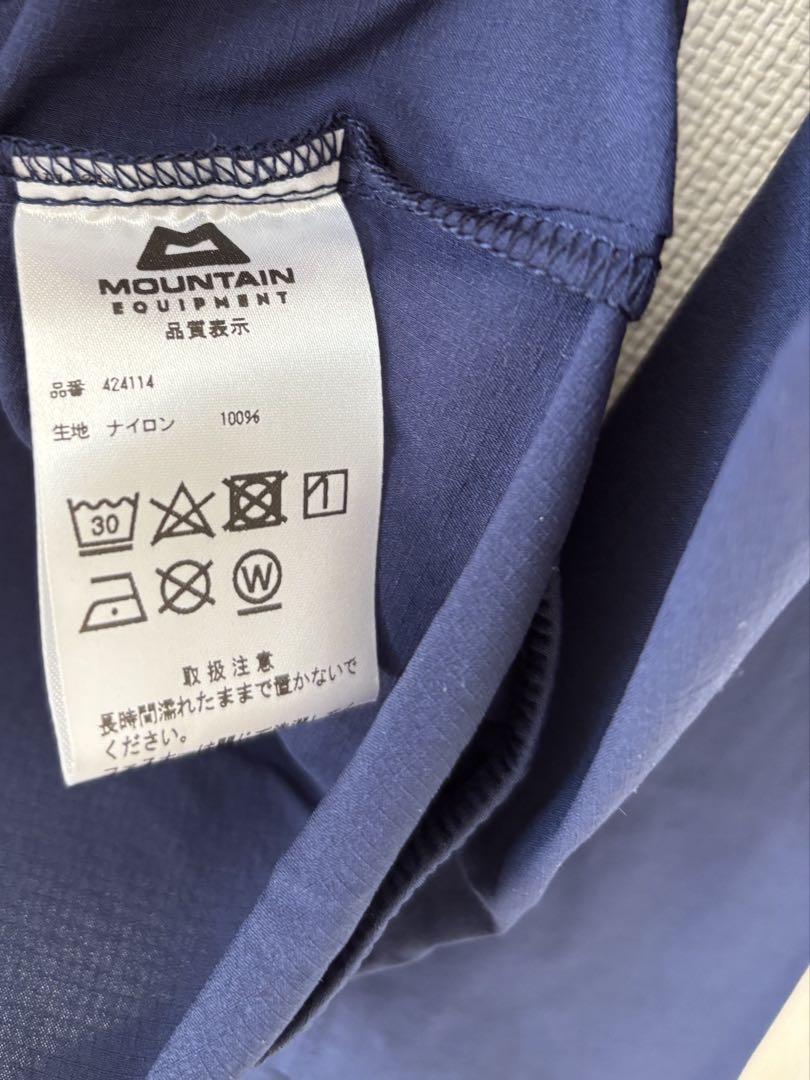 MOUNTAIN
EQUIPMENT
品質表示
品番 424114
生地 ナイロン 100%
30
W
取扱注意
長時間濡れたままで置かないで
ください。